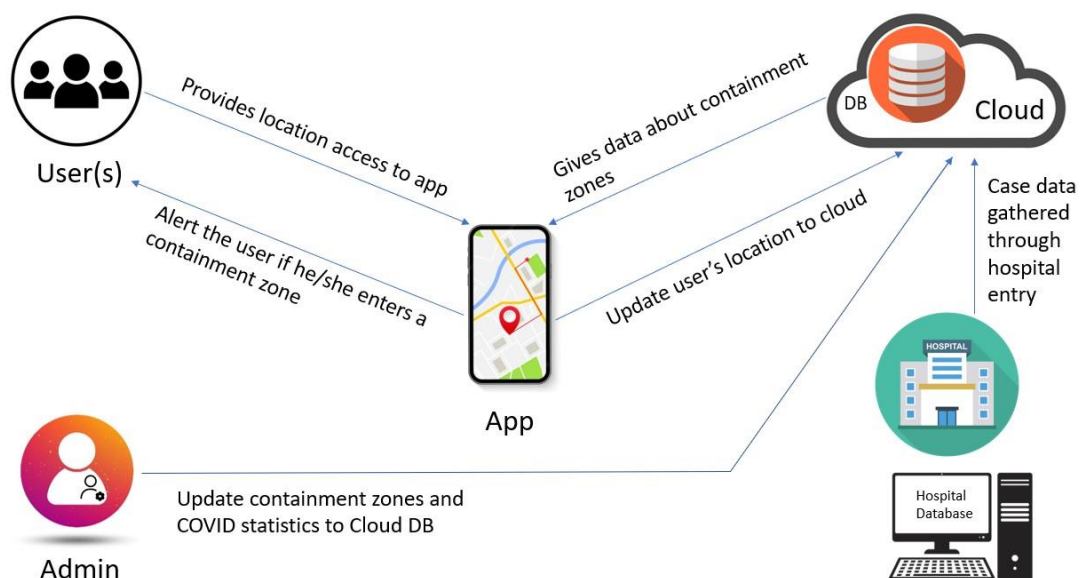 User(s)
Provides location access to app
Alert the user if he/she enters a
containment zone
App
Gives data about containment
zones
Update user's location to cloud
DB
Cloud
Case data
gathered
through
hospital
entry
HOSPITAL
Hospital
Database
Admin
Update containment zones and
COVID statistics to Cloud DB